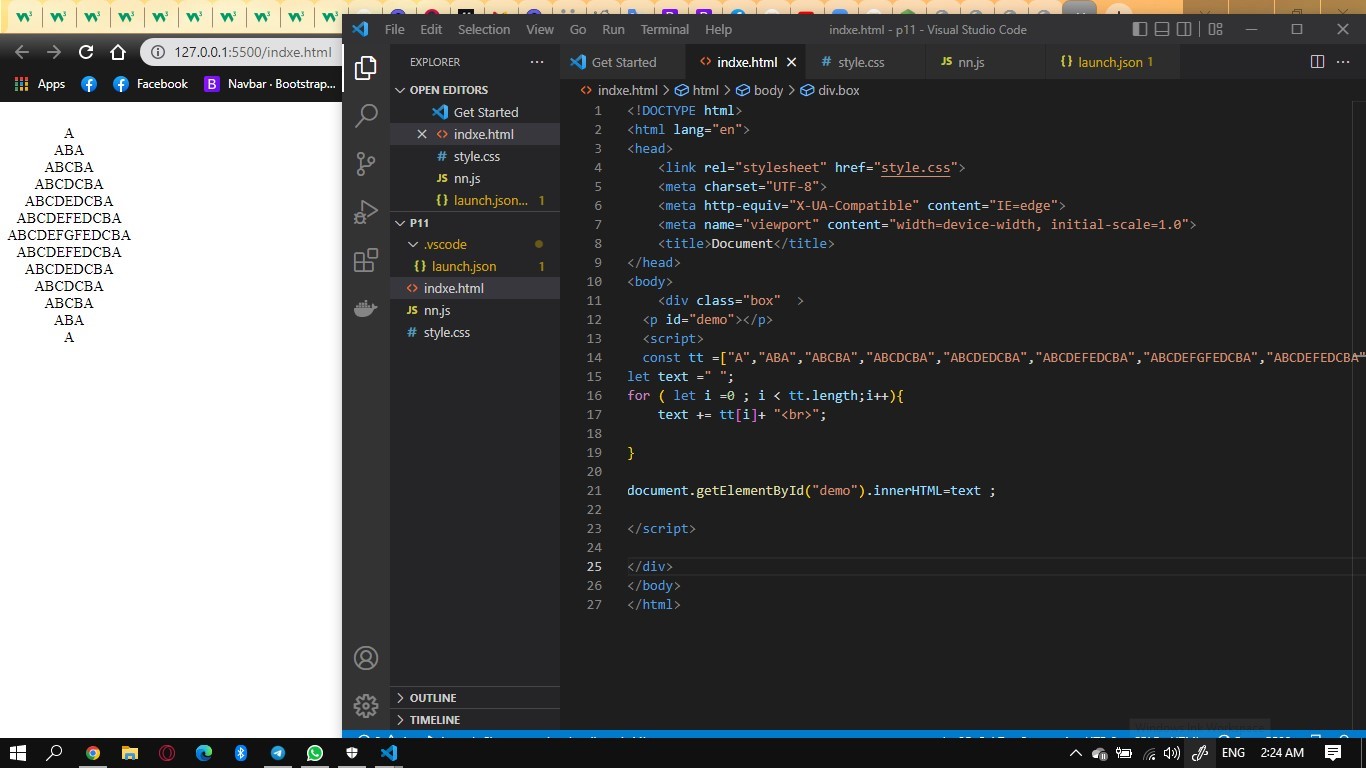 File Edit Selection View Go Run Terminal Help indxe.html - p11 - Visual Studio Code
127.0.0.1:5500/indxe.html
Apps Facebook Navbar · Bootstrap...
A
ABA
ABCBA
ABCDCBA
ABCDEDCBA
ABCDEFEDCBA
ABCDEFGFEDCBA
ABCDEFEDCBA
ABCDEDCBA
ABCDCBA
ABCBA
ABA
A
EXPLORER ...
OPEN EDITORS
Get Started
indxe.html
style.css
JS nn.js
{} launch.json... 1
P11
.vscode
{} launch.json 1
indxe.html
JS nn.js
# style.css
OUTLINE
TIMELINE
Get Started indxe.html # style.css JS nn.js {} launch.json 1
indxe.html > html > body > div.box
1 <!DOCTYPE html>
2 <html lang="en">
3 <head>
4 <link rel="stylesheet" href="style.css">
5 <meta charset="UTF-8">
6 <meta http-equiv="X-UA-Compatible" content="IE=edge">
7 <meta name="viewport" content="width=device-width, initial-scale=1.0">
8 <title>Document</title>
9 </head>
10 <body>
11 <div class="box"  >
12 <p id="demo"></p>
13 <script>
14 const tt =["A","ABA","ABCBA","ABCDCBA","ABCDEDCBA","ABCDEFEDCBA","ABCDEFGFEDCBA","ABCDEFEDCBA"
15 let text =" ";
16 for ( let i =0 ; i < tt.length;i++){
17 text += tt[i]+ "<br>";
18
19 }
20
21 document.getElementById("demo").innerHTML=text ;
22
23 </script>
24
25 </div>
26 </body>
27 </html>
ENG 2:24 AM